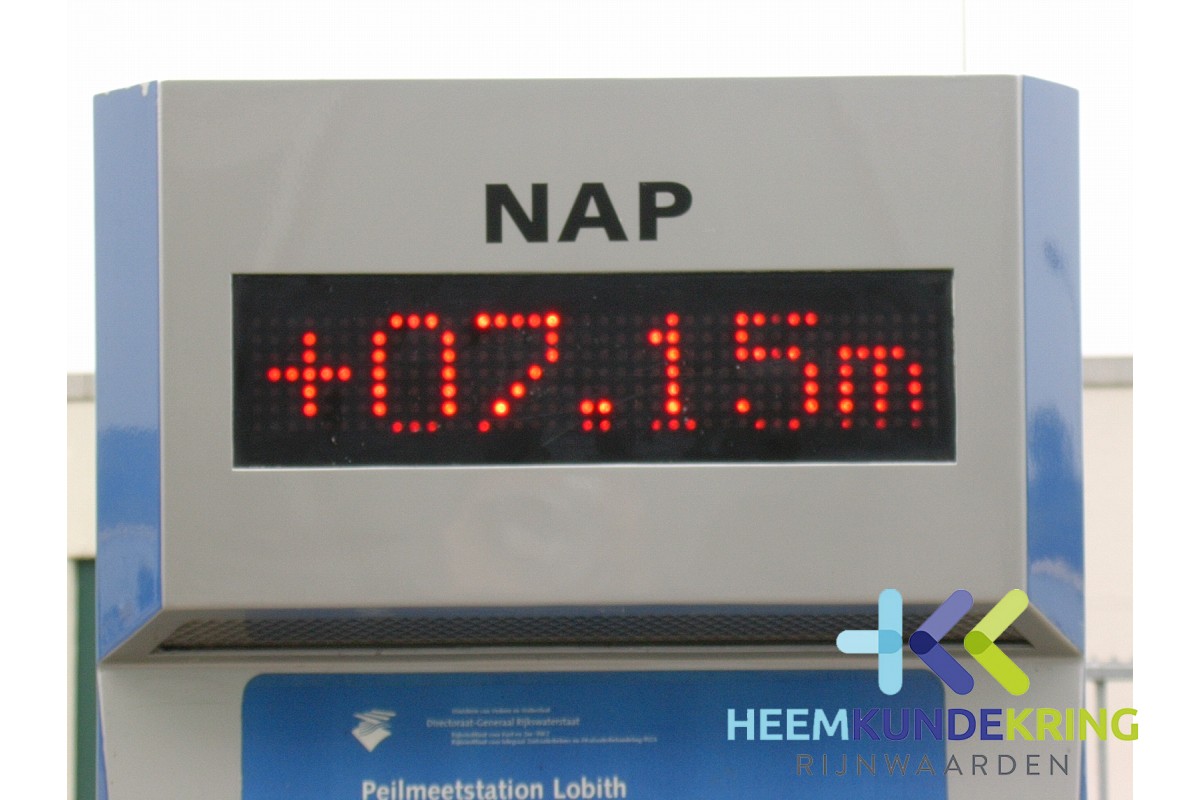 NAP
+07.15m
Directoraat-Generaal Rijkswaterstaat
Peilmeetstation Lobith
HEEMKUNDEKRING
RIJNWAARDEN